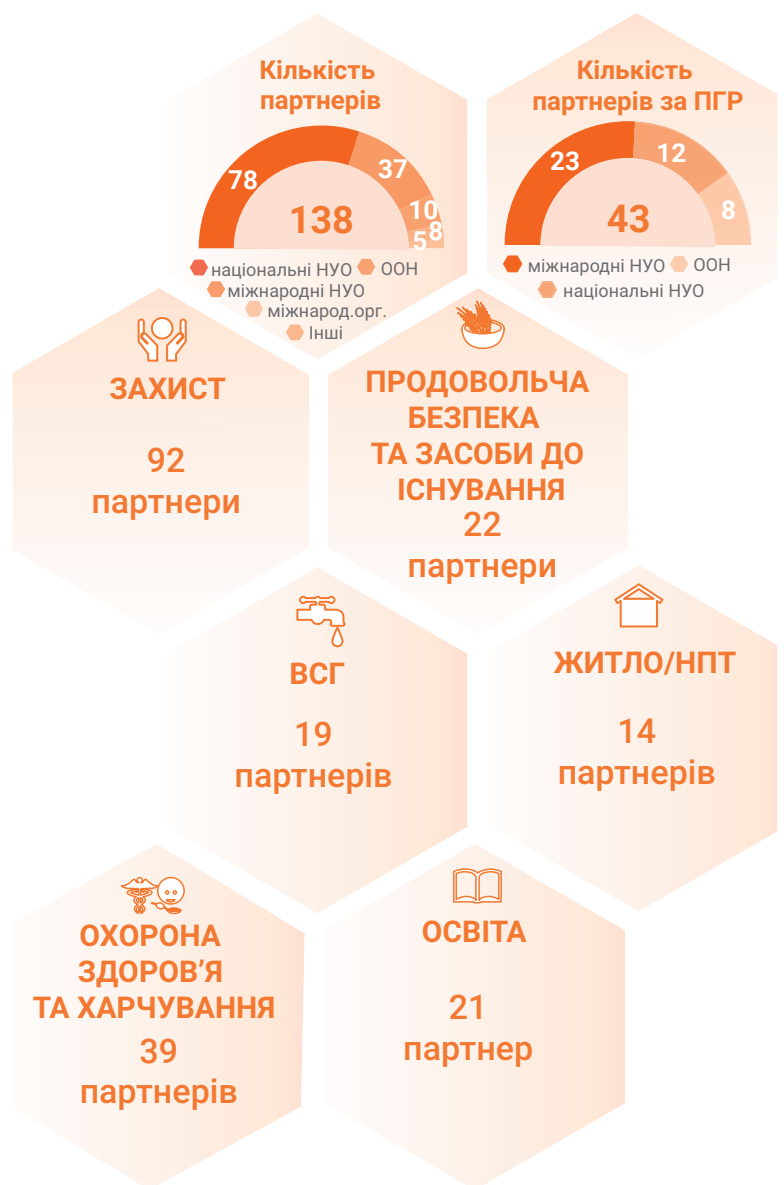 Кількість
партнерів
78
37
10
8
5
138
національні НУО
ООН
міжнародні НУО
міжнарод.орг.
Інші
Кількість
партнерів за ПГР
23
12
8
43
міжнародні НУО
ООН
національні НУО
ЗАХИСТ
92
партнери
ПРОДОВОЛЬЧА
БЕЗПЕКА
ТА ЗАСОБИ ДО
ІСНУВАННЯ
22
партнери
ВСГ
19
партнерів
ЖИТЛО/НПТ
14
партнерів
ОХОРОНА
ЗДОРОВ’Я
ТА ХАРЧУВАННЯ
39
партнерів
ОСВІТА
21
партнер